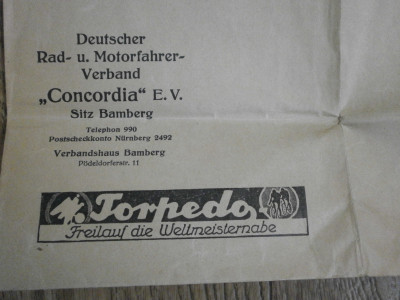 Deutscher
Rad- u. Motorfahrer-
Verband
„Concordia“ E. V.
Sitz Bamberg
Telephon 990
Postscheckkonto Nürnberg 2492
Verbandshaus Bamberg
Pödeldorferstr. 11
Torpedo
Freilauf die Weltmeisternabe